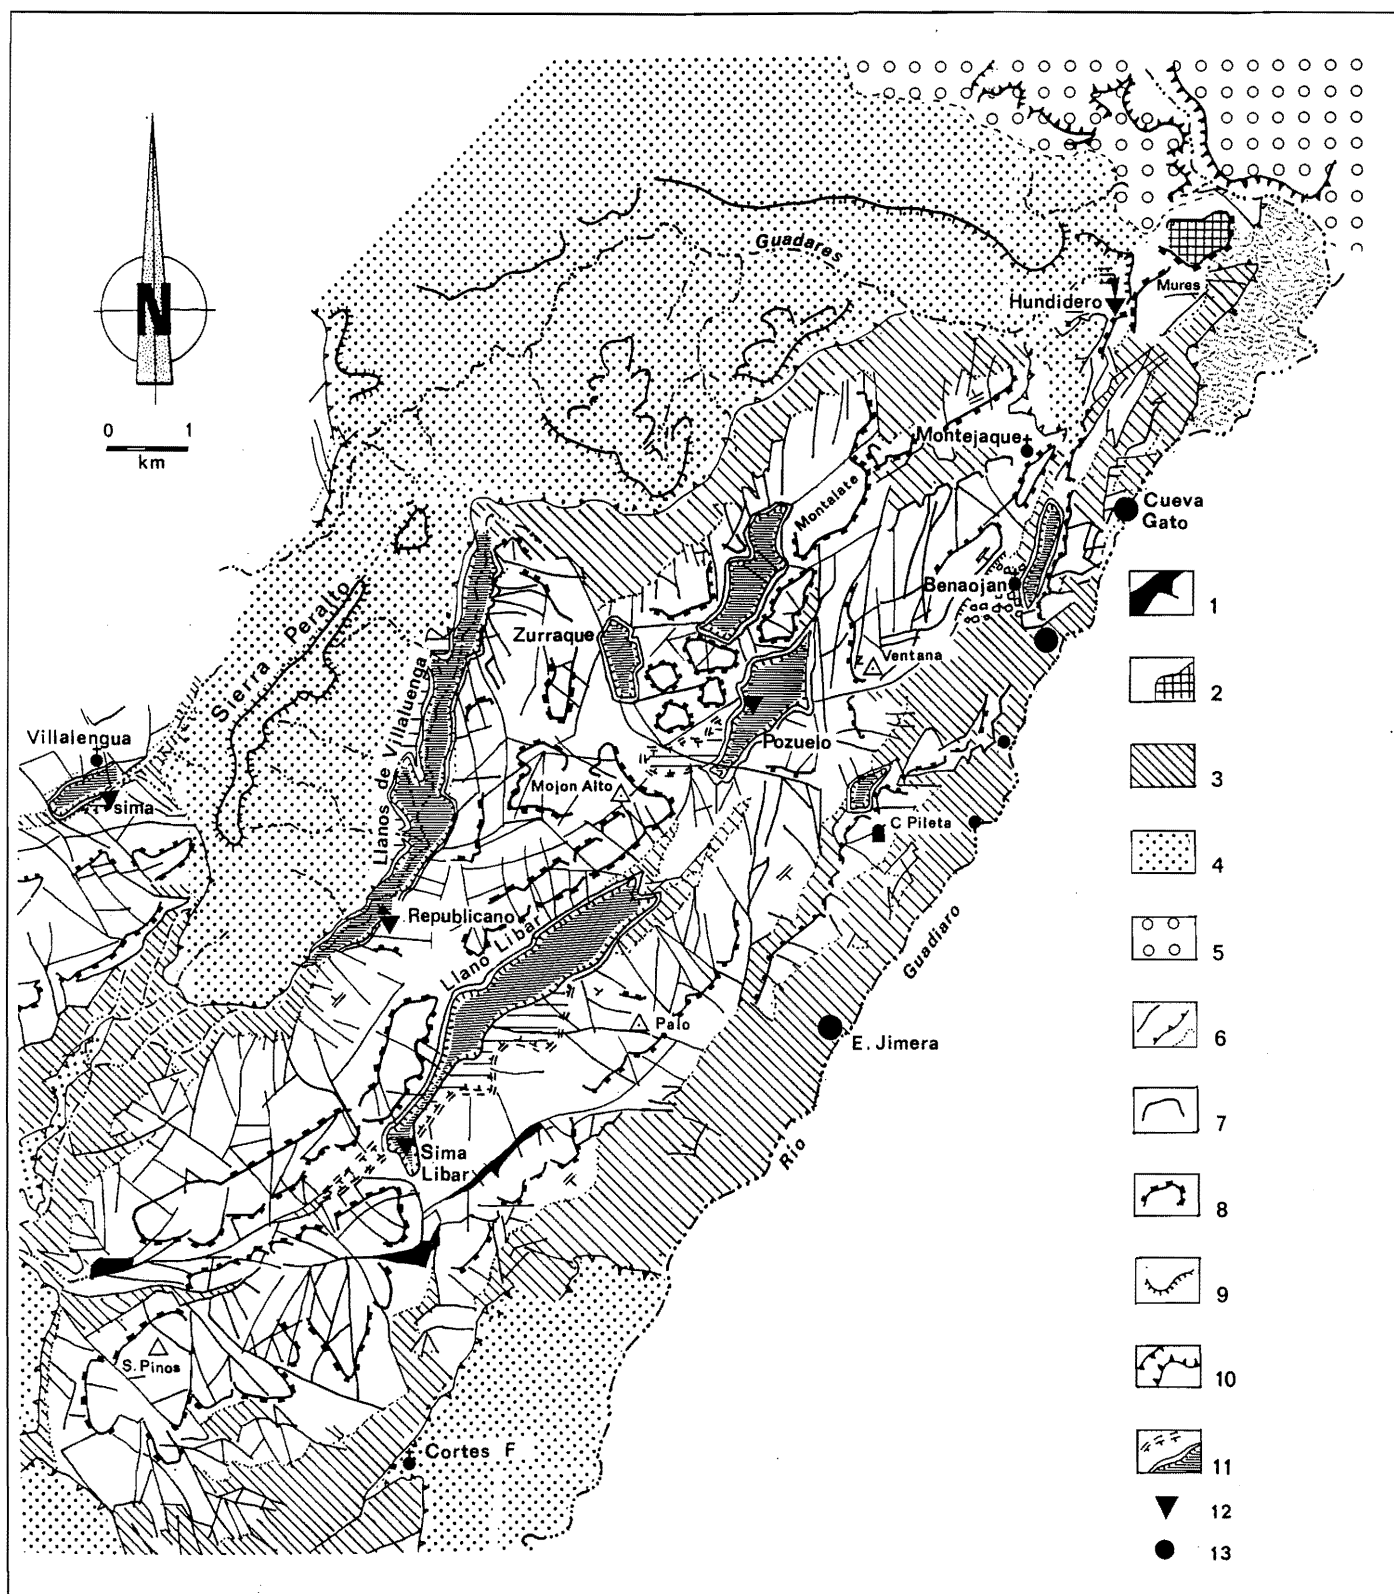 Guadares
Mures
Hundidero
N
0 1
km
Montejaque
Montalate
Cueva
Gato
Benaojan
1
Zurraque
Ventana
2
Sierra Peralto
Llanos de Villaluenga
Villalengua
sima
Pozuelo
3
Mojon Alto
C Pileta
4
Republicano
Llano Libar
5
Palo
Rio Guadiaro
E. Jimera
6
7
Sima
Libar
8
9
S. Pinos
10
Cortes F
11
12
13